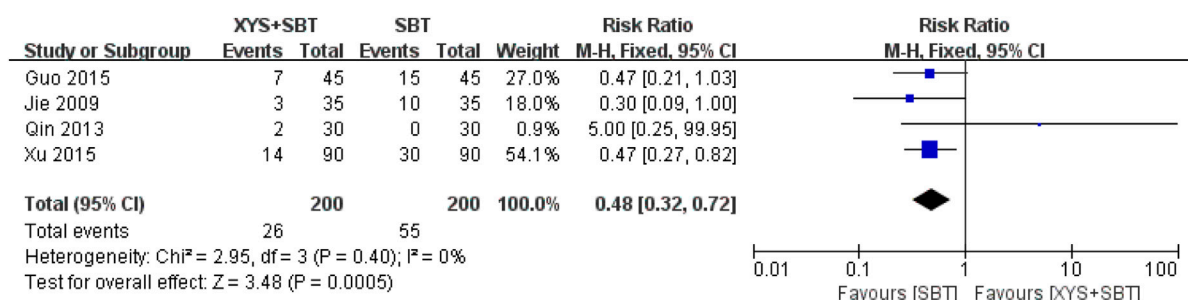 XYS+SBT SBT Risk Ratio Risk Ratio
Study or Subgroup Events Total Events Total Weight M-H, Fixed, 95% CI M-H, Fixed, 95% CI
Guo 2015 7 45 15 45 27.0% 0.47 [0.21, 1.03]
Jie 2009 3 35 10 35 18.0% 0.30 [0.09, 1.00]
Qin 2013 2 30 0 30 0.9% 5.00 [0.25, 99.95]
Xu 2015 14 90 30 90 54.1% 0.47 [0.27, 0.82]
Total (95% CI) 200 200 100.0% 0.48 [0.32, 0.72]
Total events 26 55
Heterogeneity: Chi² = 2.95, df = 3 (P = 0.40); I² = 0%
Test for overall effect: Z = 3.48 (P = 0.0005)
0.01 0.1 1 10 100
Favours [SBT] Favours [XYS+SBT]